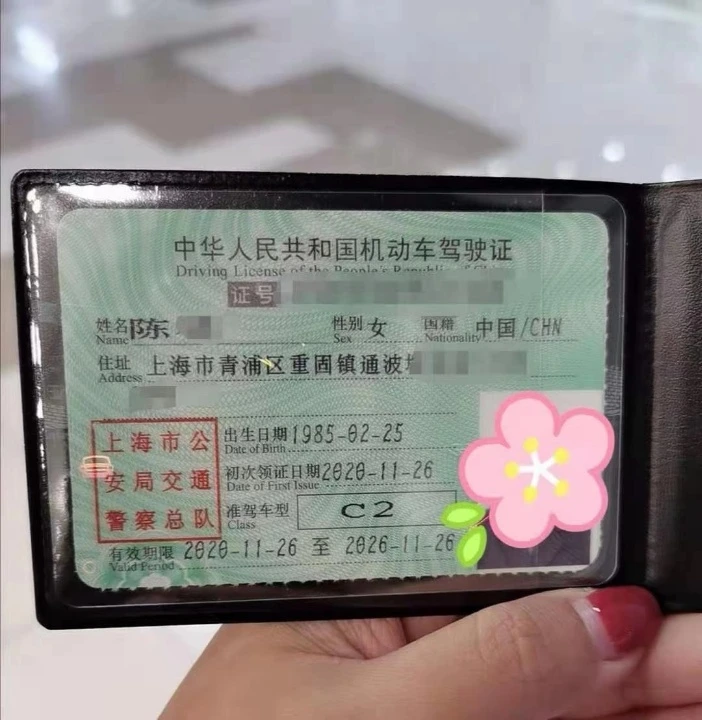 中华人民共和国机动车驾驶证
Driving License of the People's Republic of
证号
姓名 陈 性别 女 国籍 中国/CHN
Name Sex Nationality
住址 上海市青浦区重固镇通波
Address
上海市公
安局交通
警察总队
出生日期 1985-02-25
Date of Birth
初次领证日期 2020-11-26
Date of First Issue
准驾车型 C2
Class
有效期限 2020-11-26 至 2026-11-26
Valid Period